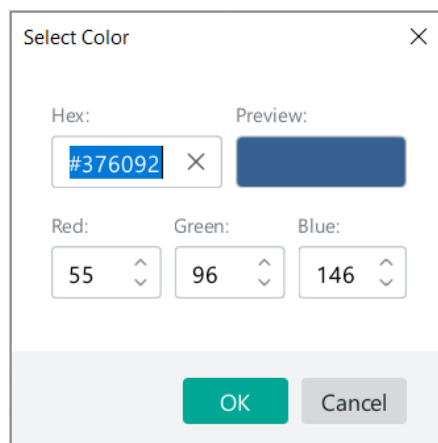 Select Color
Hex: Preview:
#376092
Red: Green: Blue:
55 96 146
OK Cancel